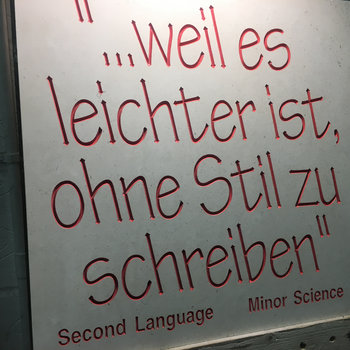 "...weil es
leichter ist,
ohne Stil zu
schreiben"
Second Language Minor Science